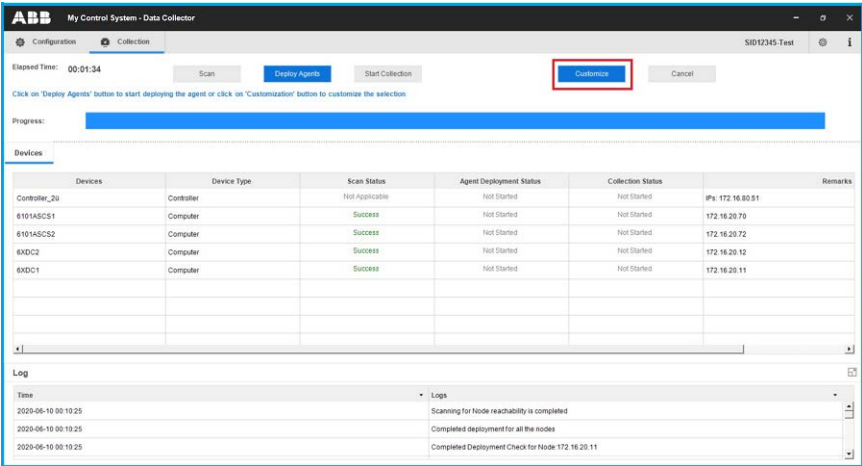 ABB My Control System - Data Collector
Configuration Collection SID12345-Test i
Elapsed Time: 00:01:34 Scan Deploy Agents Start Collection Customize Cancel
Click on 'Deploy Agents' button to start deploying the agent or click on 'Customization' button to customize the selection
Progress:
Devices
Devices Device Type Scan Status Agent Deployment Status Collection Status Remarks
Controller_20 Controller Not Applicable Not Started Not Started IPs: 172.16.80.51
6101ASCS1 Computer Success Not Started Not Started 172.16.20.70
6101ASCS2 Computer Success Not Started Not Started 172.16.20.72
6XDC2 Computer Success Not Started Not Started 172.16.20.12
6XDC1 Computer Success Not Started Not Started 172.16.20.11
Log
Time Logs
2020-06-10 00:10:25 Scanning for Node reachability is completed
2020-06-10 00:10:25 Completed deployment for all the nodes
2020-06-10 00:10:25 Completed Deployment Check for Node:172.16.20.11